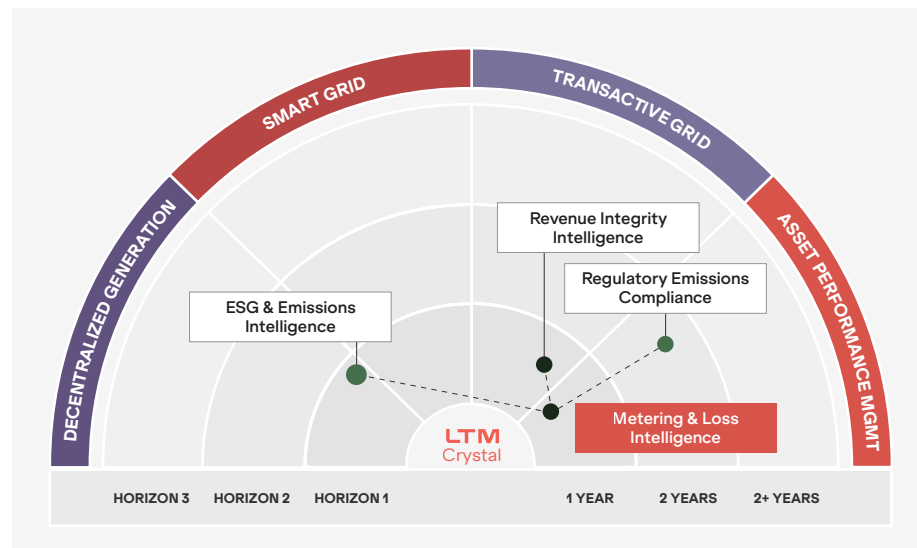 SMART GRID
TRANSACTIVE GRID
DECENTRALIZED GENERATION
ASSET PERFORMANCE MGMT
Revenue Integrity
Intelligence
Regulatory Emissions
Compliance
ESG & Emissions
Intelligence
Metering & Loss
Intelligence
LTM
Crystal
HORIZON 3
HORIZON 2
HORIZON 1
1 YEAR
2 YEARS
2+ YEARS